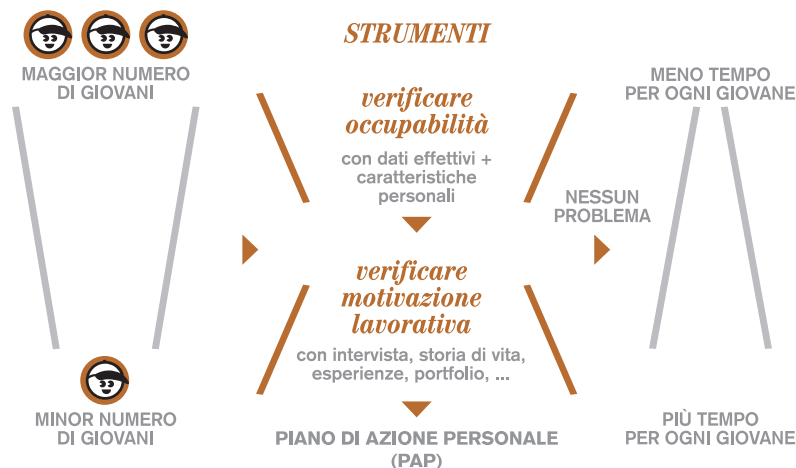 STRUMENTI
MAGGIOR NUMERO
DI GIOVANI
MENO TEMPO
PER OGNI GIOVANE
verificare
occupabilità
con dati effettivi +
caratteristiche
personali
NESSUN
PROBLEMA
verificare
motivazione
lavorativa
con intervista, storia di vita,
esperienze, portfolio, ...
MINOR NUMERO
DI GIOVANI
PIANO DI AZIONE PERSONALE
(PAP)
PIÙ TEMPO
PER OGNI GIOVANE